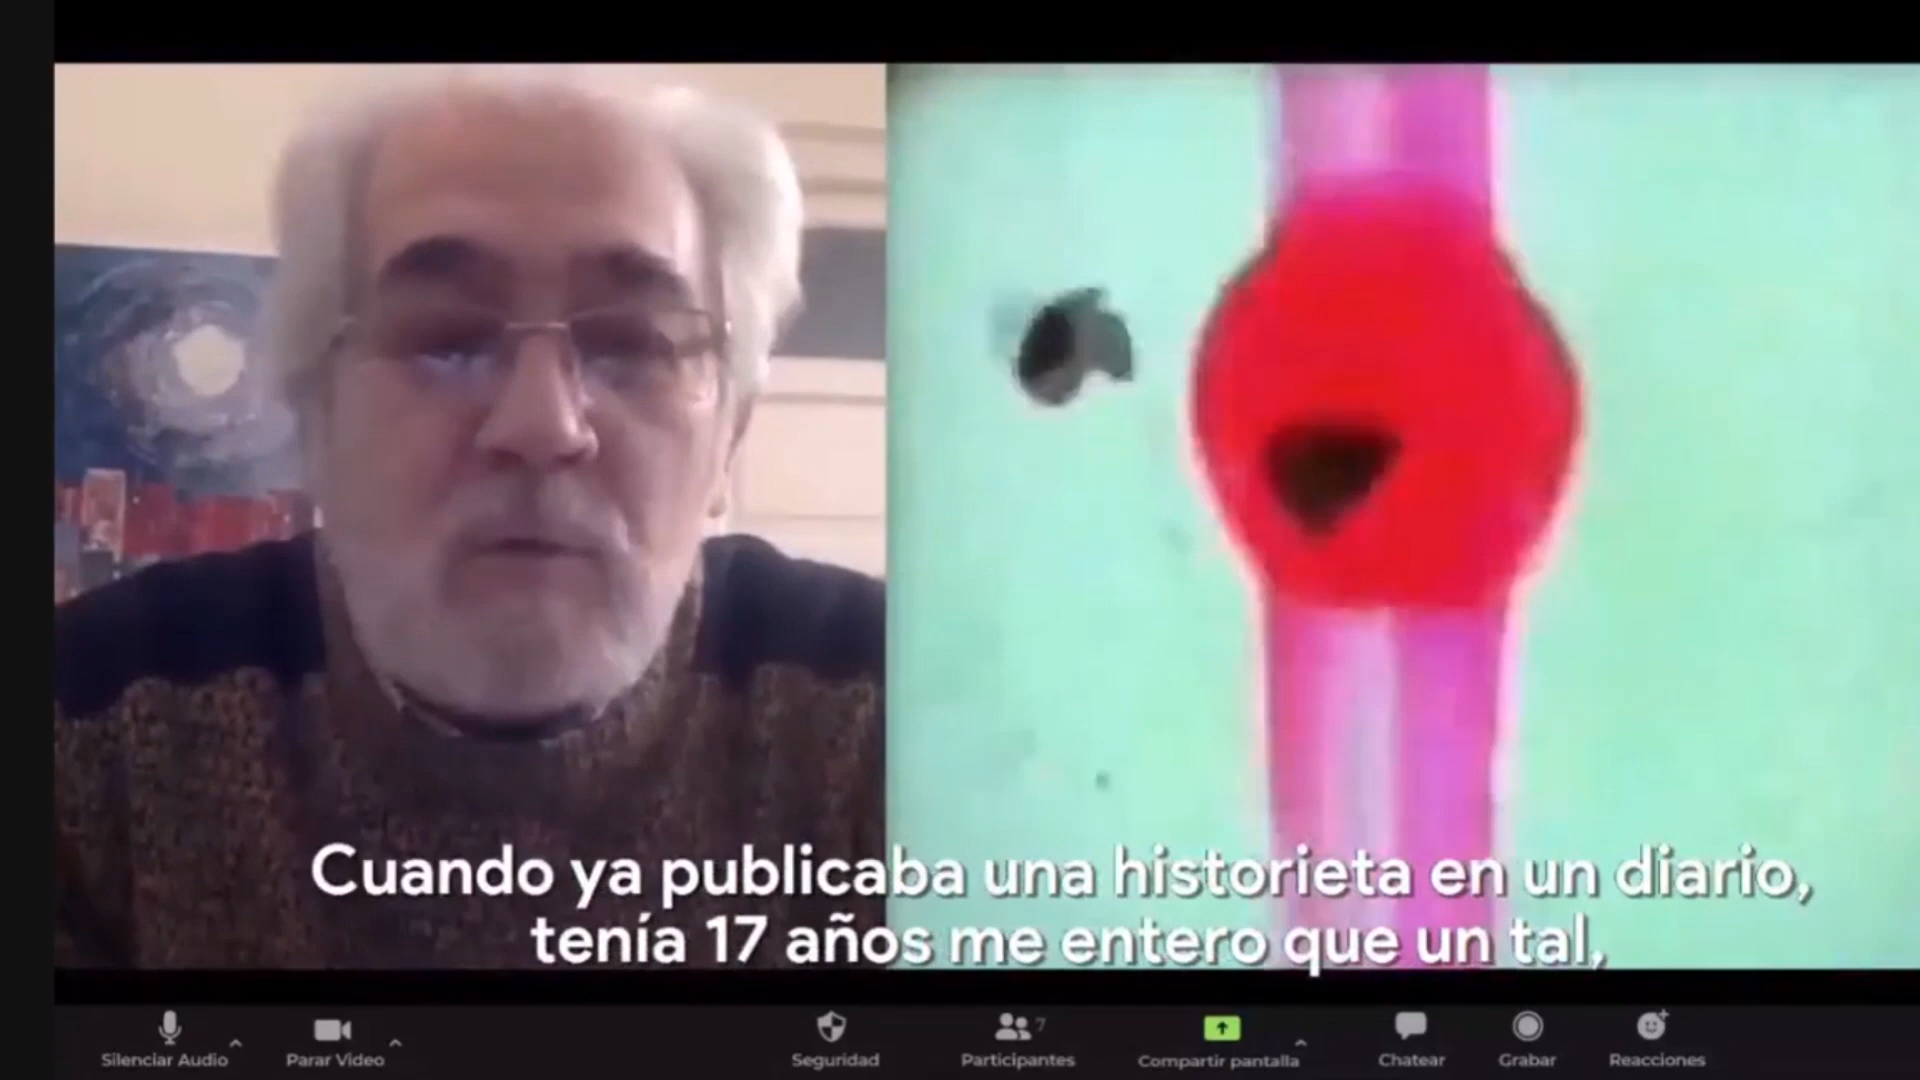 Cuando ya publicaba una historieta en un diario,
tenía 17 años me entero que un tal,
Silenciar Audio
Parar Video
Seguridad
7
Participantes
Compartir pantalla
Chatear
Grabar
Reacciones